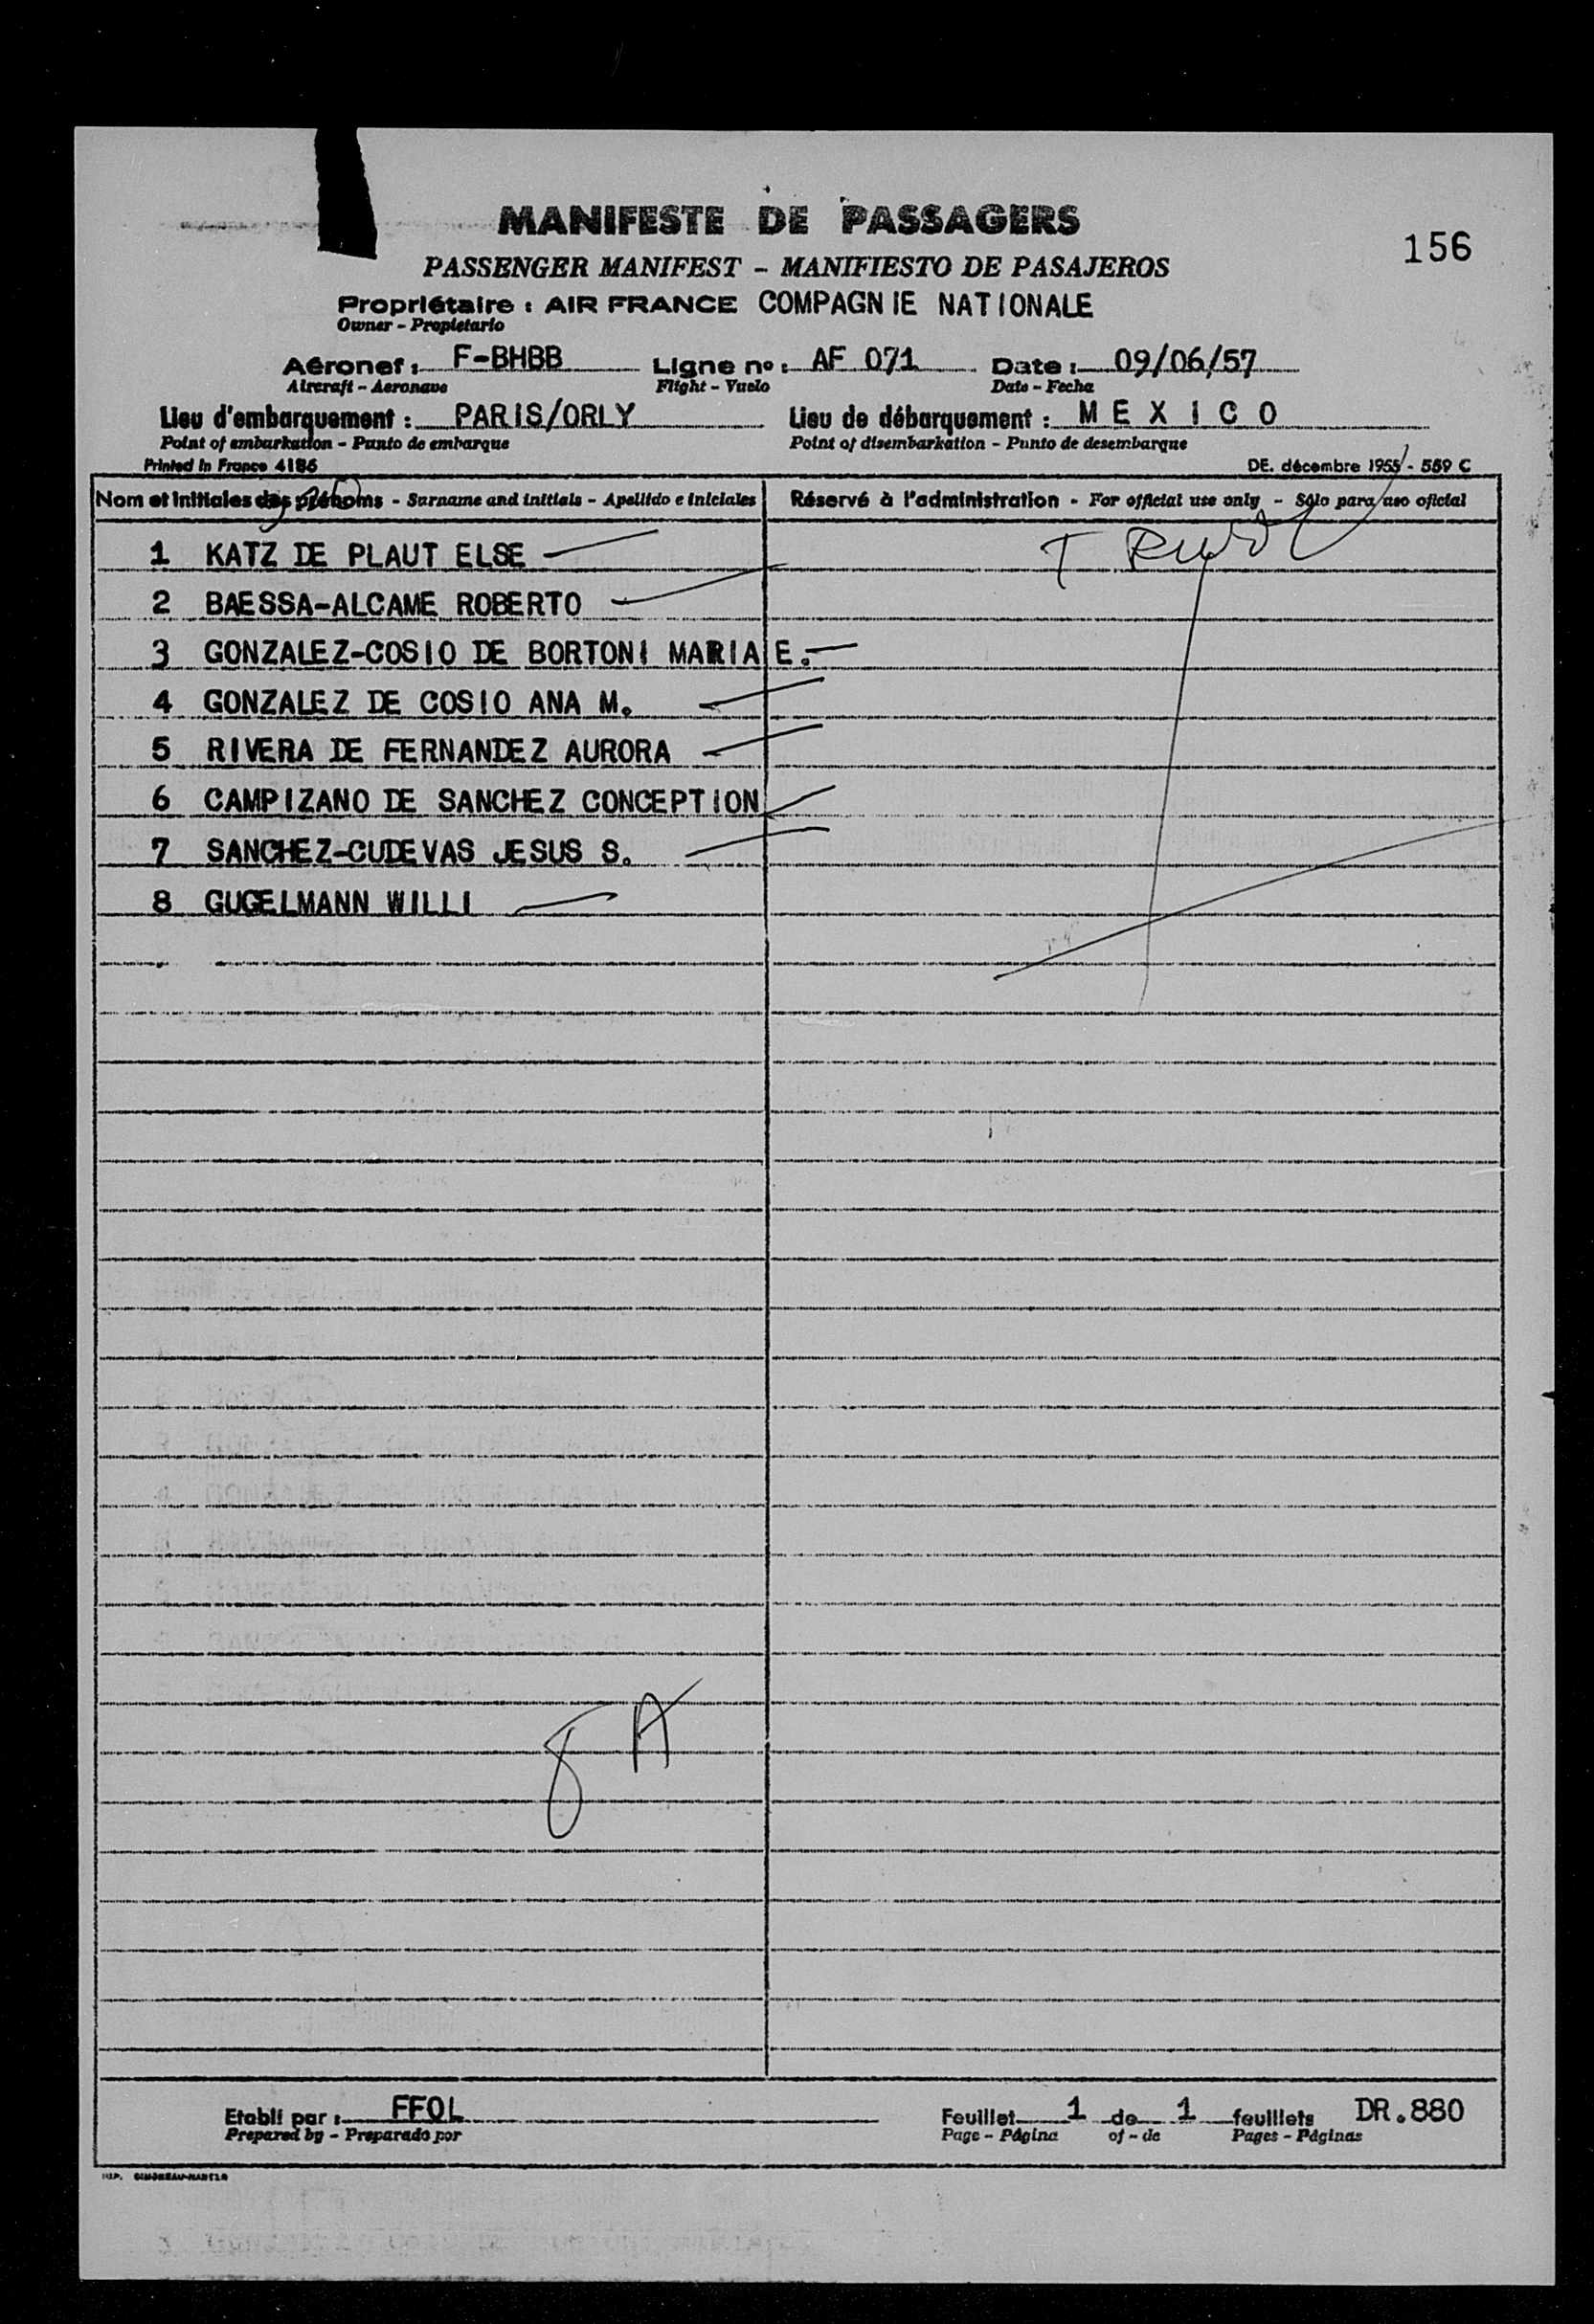 MANIFESTE DE PASSAGERS
156
PASSENGER MANIFEST - MANIFIESTO DE PASAJEROS
Propriétaire : AIR FRANCE COMPAGNIE NATIONALE
Owner - Propietario
Aéronef : F-BHBB Ligne nº : AF 071 Date : 09/06/57
Aircraft - Aeronave Flight - Vuelo Date - Fecha
Lieu d'embarquement : PARIS/ORLY Lieu de débarquement : MEXICO
Point of embarkation - Punto de embarque Point of disembarkation - Punto de desembarque
Printed in France 4186 DE. décembre 1955 - 559 C
Nom et initiales des prénoms - Surname and initials - Apellido e iniciales Réservé à l'administration - For official use only - Sólo para uso oficial
1 KATZ DE PLAUT ELSE
2 BAESSA-ALCAME ROBERTO
3 GONZALEZ-COSIO DE BORTONI MARIA E.
4 GONZALEZ DE COSIO ANA M.
5 RIVERA DE FERNANDEZ AURORA
6 CAMPIZANO DE SANCHEZ CONCEPTION
7 SANCHEZ-CUDEVAS JESUS S.
8 GUGELMANN WILLI
8 A
Etabli par : FFOL Feuillet 1 de 1 feuillets DR.880
Prepared by - Preparado por Page - Página of - de Pages - Páginas